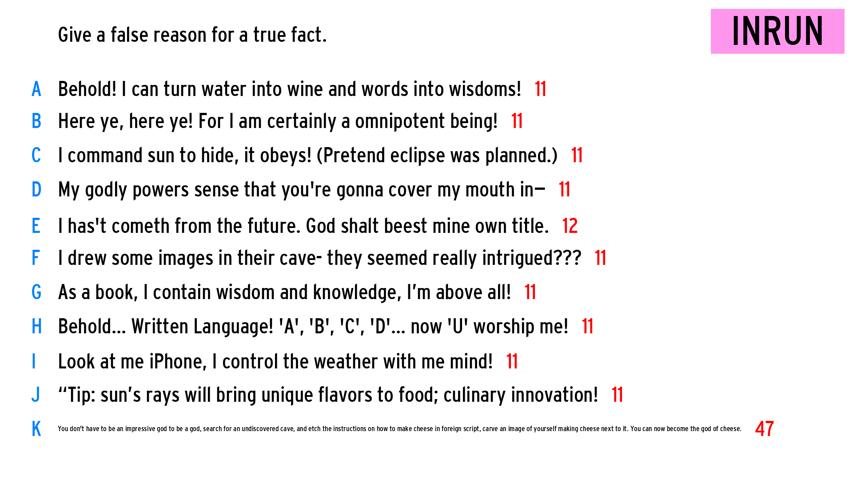 Give a false reason for a true fact.
INRUN
A Behold! I can turn water into wine and words into wisdoms! 11
B Here ye, here ye! For I am certainly a omnipotent being! 11
C I command sun to hide, it obeys! (Pretend eclipse was planned.) 11
D My godly powers sense that you're gonna cover my mouth in— 11
E I has't cometh from the future. God shalt beest mine own title. 12
F I drew some images in their cave- they seemed really intrigued??? 11
G As a book, I contain wisdom and knowledge, I’m above all! 11
H Behold... Written Language! 'A', 'B', 'C', 'D'... now 'U' worship me! 11
I Look at me iPhone, I control the weather with me mind! 11
J “Tip: sun’s rays will bring unique flavors to food; culinary innovation! 11
K You don't have to be an impressive god to be a god, search for an undiscovered cave, and etch the instructions on how to make cheese in foreign script, carve an image of yourself making cheese next to it. You can now become the god of cheese. 47